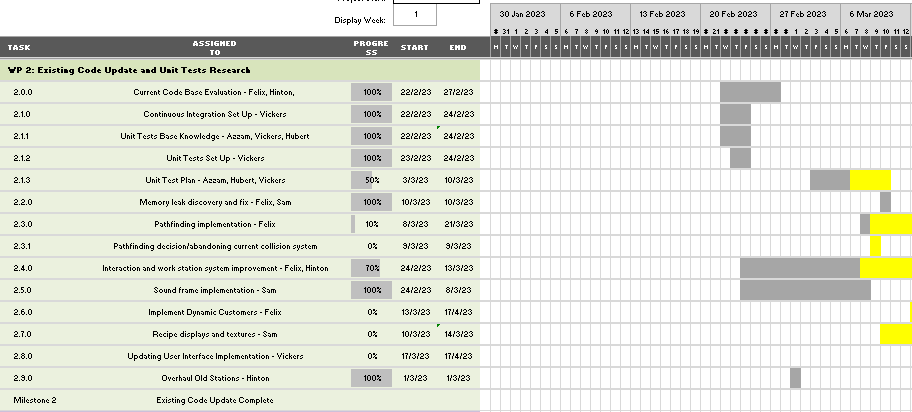 Display Week: 1
30 Jan 2023 6 Feb 2023 13 Feb 2023 20 Feb 2023 27 Feb 2023 6 Mar 2023
# 31 1 2 3 4 5 6 7 8 9 10 11 12 13 14 15 16 17 18 19 # 21 # # # # # # # 1 2 3 4 5 6 7 8 9 10 11 12
TASK ASSIGNED TO PROGRESS START END M T W T F S S M T W T F S S M T W T F S S M T W T F S S M T W T F S S M T W T F S S
WP 2: Existing Code Update and Unit Tests Research
2.0.0 Current Code Base Evaluation - Felix, Hinton, 100% 22/2/23 27/2/23
2.1.0 Continuous Integration Set Up - Vickers 100% 22/2/23 24/2/23
2.1.1 Unit Tests Base Knowledge - Azzam, Vickers, Hubert 100% 22/2/23 24/2/23
2.1.2 Unit Tests Set Up - Vickers 100% 23/2/23 24/2/23
2.1.3 Unit Test Plan - Azzam, Hubert, Vickers 50% 3/3/23 10/3/23
2.2.0 Memory leak discovery and fix - Felix, Sam 100% 10/3/23 10/3/23
2.3.0 Pathfinding implementation - Felix 10% 8/3/23 21/3/23
2.3.1 Pathfinding decision/abandoning current collision system 0% 9/3/23 9/3/23
2.4.0 Interaction and work station system improvement - Felix, Hinton 70% 24/2/23 13/3/23
2.5.0 Sound frame implementation - Sam 100% 24/2/23 8/3/23
2.6.0 Implement Dynamic Customers - Felix 0% 13/3/23 17/4/23
2.7.0 Recipe displays and textures - Sam 0% 10/3/23 14/3/23
2.8.0 Updating User Interface Implementation - Vickers 0% 17/3/23 17/4/23
2.9.0 Overhaul Old Stations - Hinton 100% 1/3/23 1/3/23
Milestone 2 Existing Code Update Complete